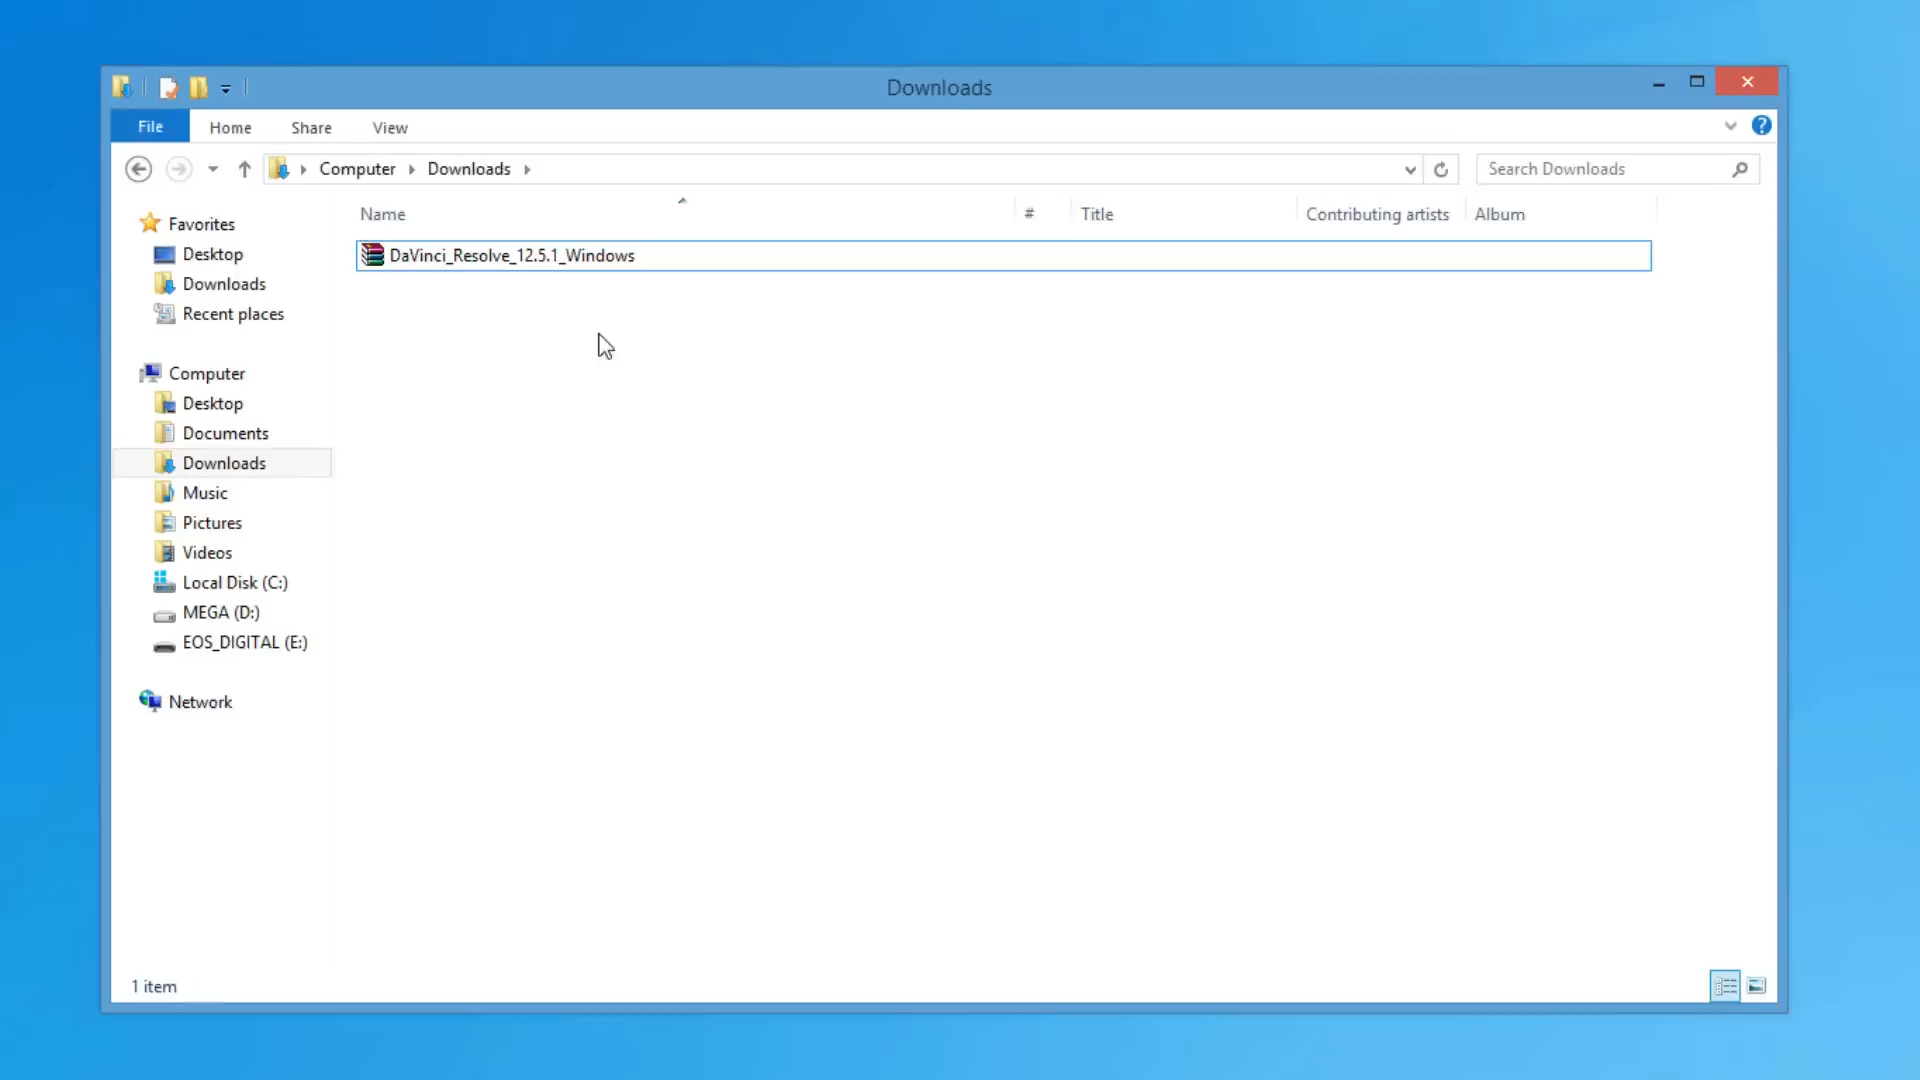 Downloads
File Home Share View
Computer Downloads
Search Downloads
Name # Title Contributing artists Album
DaVinci_Resolve_12.5.1_Windows
Favorites
Desktop
Downloads
Recent places
Computer
Desktop
Documents
Downloads
Music
Pictures
Videos
Local Disk (C:)
MEGA (D:)
EOS_DIGITAL (E:)
Network
1 item